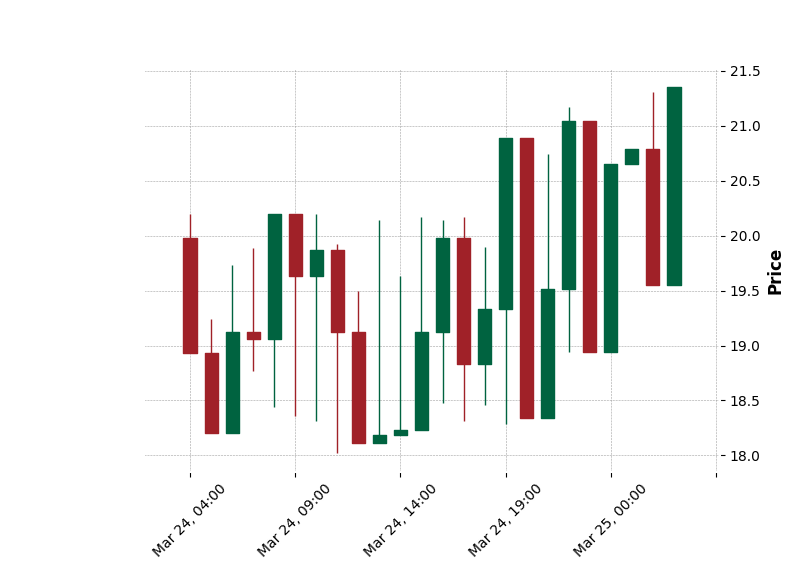 21.5
21.0
20.5
20.0
19.5
19.0
18.5
18.0
Price
Mar 24, 04:00
Mar 24, 09:00
Mar 24, 14:00
Mar 24, 19:00
Mar 25, 00:00